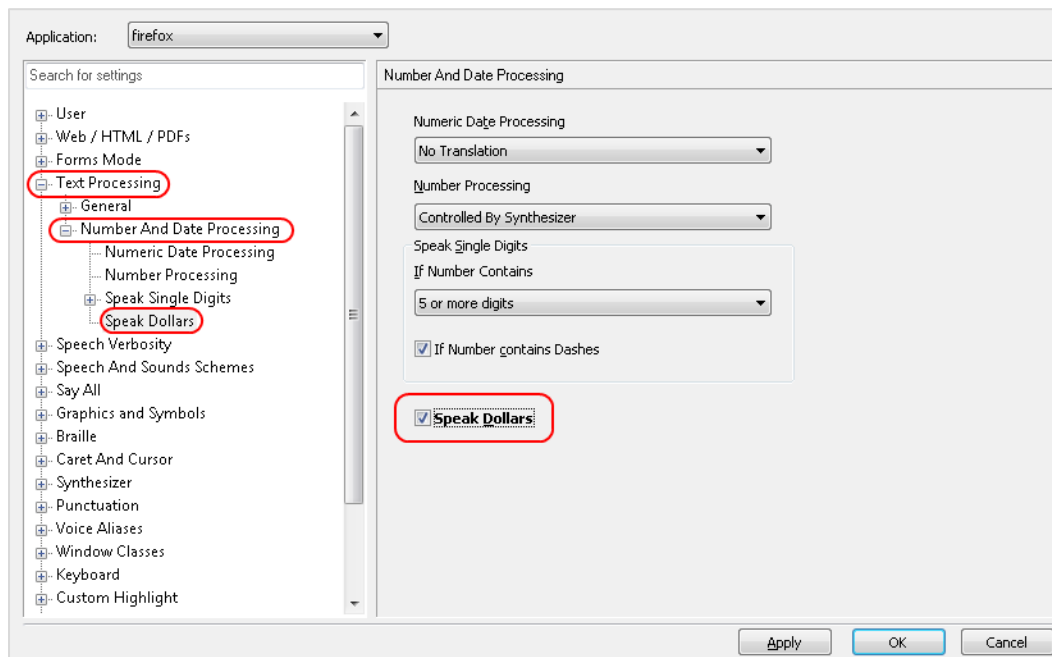 Application:
firefox
Search for settings
User
Web / HTML / PDFs
Forms Mode
Text Processing
General
Number And Date Processing
Numeric Date Processing
Number Processing
Speak Single Digits
Speak Dollars
Speech Verbosity
Speech And Sounds Schemes
Say All
Graphics and Symbols
Braille
Caret And Cursor
Synthesizer
Punctuation
Voice Aliases
Window Classes
Keyboard
Custom Highlight
Number And Date Processing
Numeric Date Processing
No Translation
Number Processing
Controlled By Synthesizer
Speak Single Digits
If Number Contains
5 or more digits
If Number contains Dashes
Speak Dollars
Apply
OK
Cancel